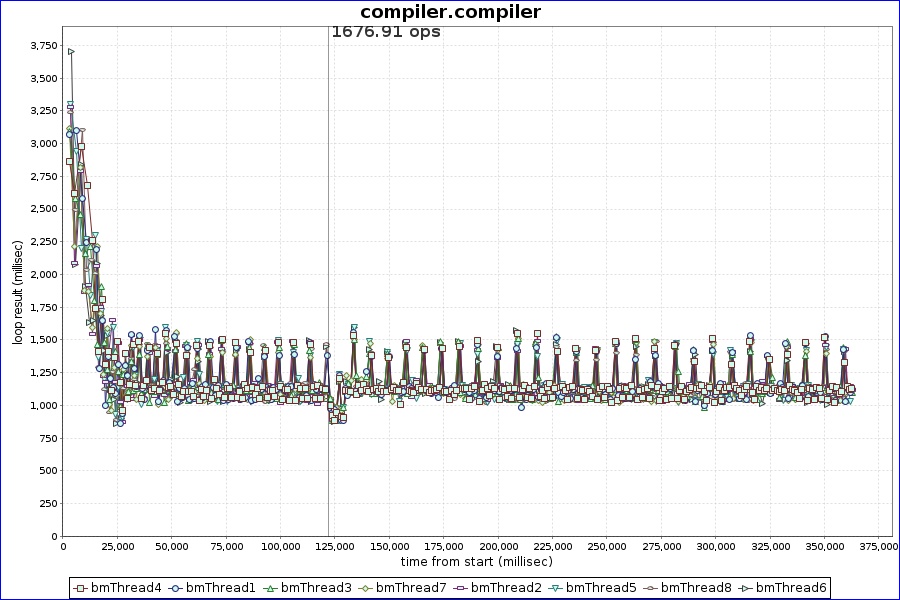 compiler.compiler
1676.91 ops
3,750
3,500
3,250
3,000
2,750
2,500
2,250
2,000
1,750
1,500
1,250
1,000
750
500
250
0
loop result (millisec)
0 25,000 50,000 75,000 100,000 125,000 150,000 175,000 200,000 225,000 250,000 275,000 300,000 325,000 350,000 375,000
time from start (millisec)
bmThread4 bmThread1 bmThread3 bmThread7 bmThread2 bmThread5 bmThread8 bmThread6